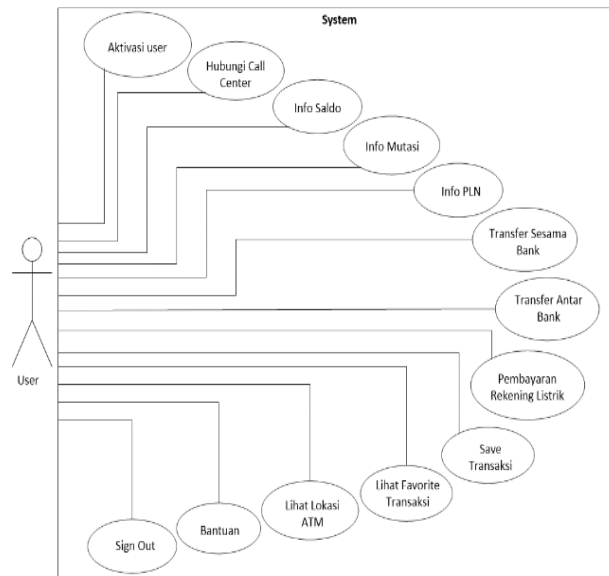 System
Aktivasi user
Hubungi Call
Center
Info Saldo
Info Mutasi
Info PLN
Transfer Sesama
Bank
Transfer Antar
Bank
User
Pembayaran
Rekening Listrik
Save
Transaksi
Lihat Favorite
Transaksi
Lihat Lokasi
ATM
Bantuan
Sign Out